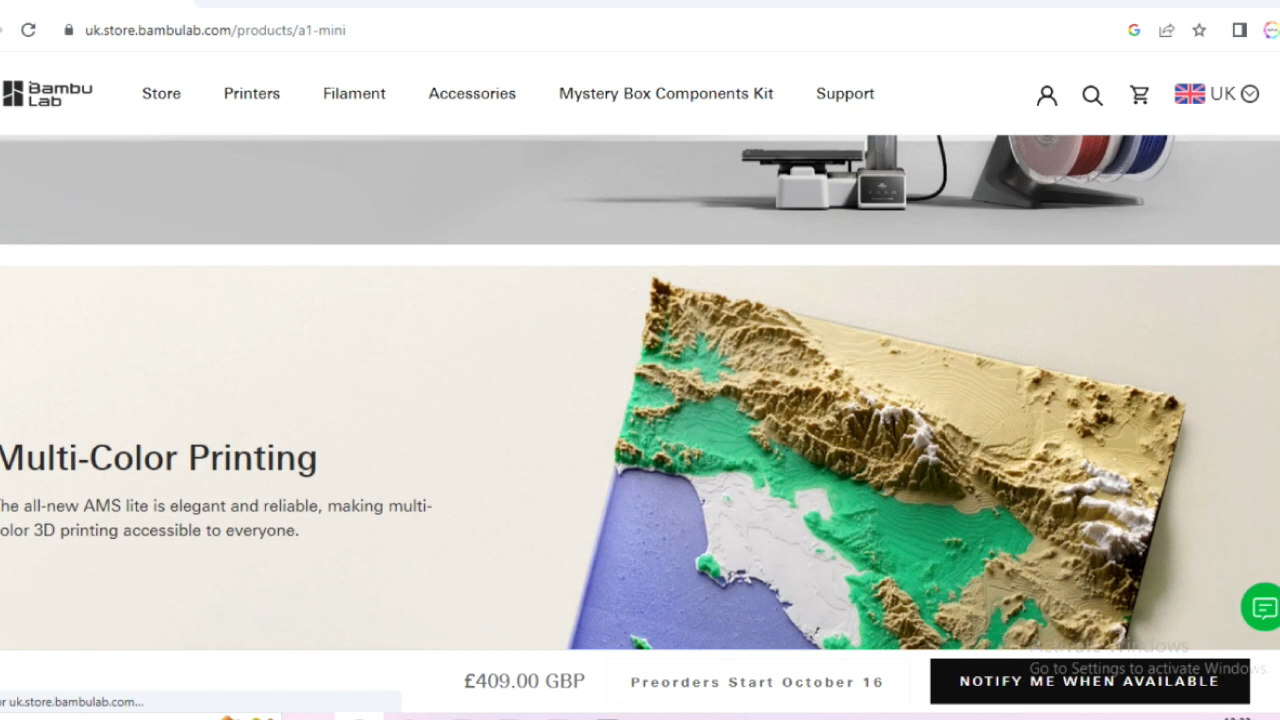 uk.store.bambulab.com/products/a1-mini
Bambu Lab
Store Printers Filament Accessories Mystery Box Components Kit Support UK
Multi-Color Printing
he all-new AMS lite is elegant and reliable, making multi-
olor 3D printing accessible to everyone.
Activate Windows
Go to Settings to activate Windows.
£409.00 GBP Preorders Start October 16 NOTIFY ME WHEN AVAILABLE
or uk.store.bambulab.com...